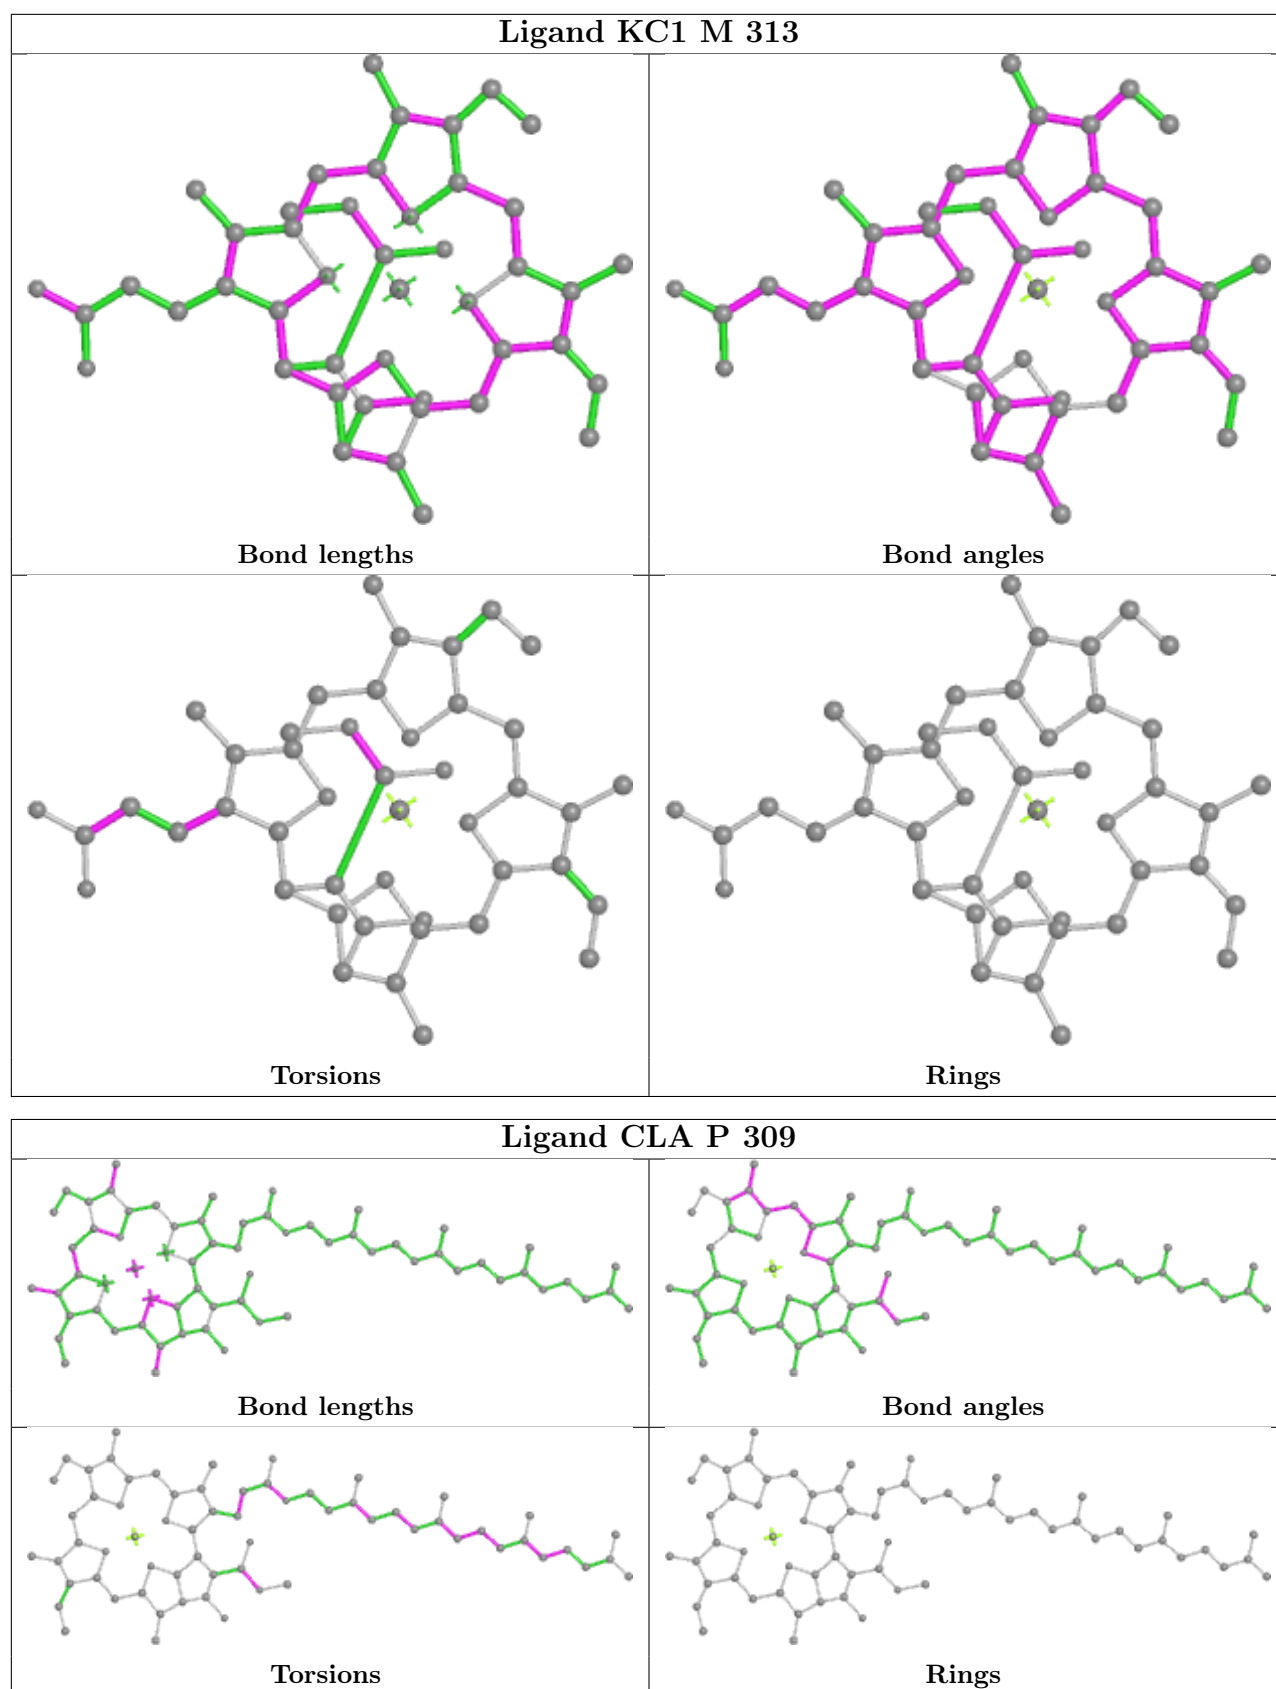 Ligand KC1 M 313
Bond lengths
Bond angles
Torsions
Rings
Ligand CLA P 309
Bond lengths
Bond angles
Torsions
Rings